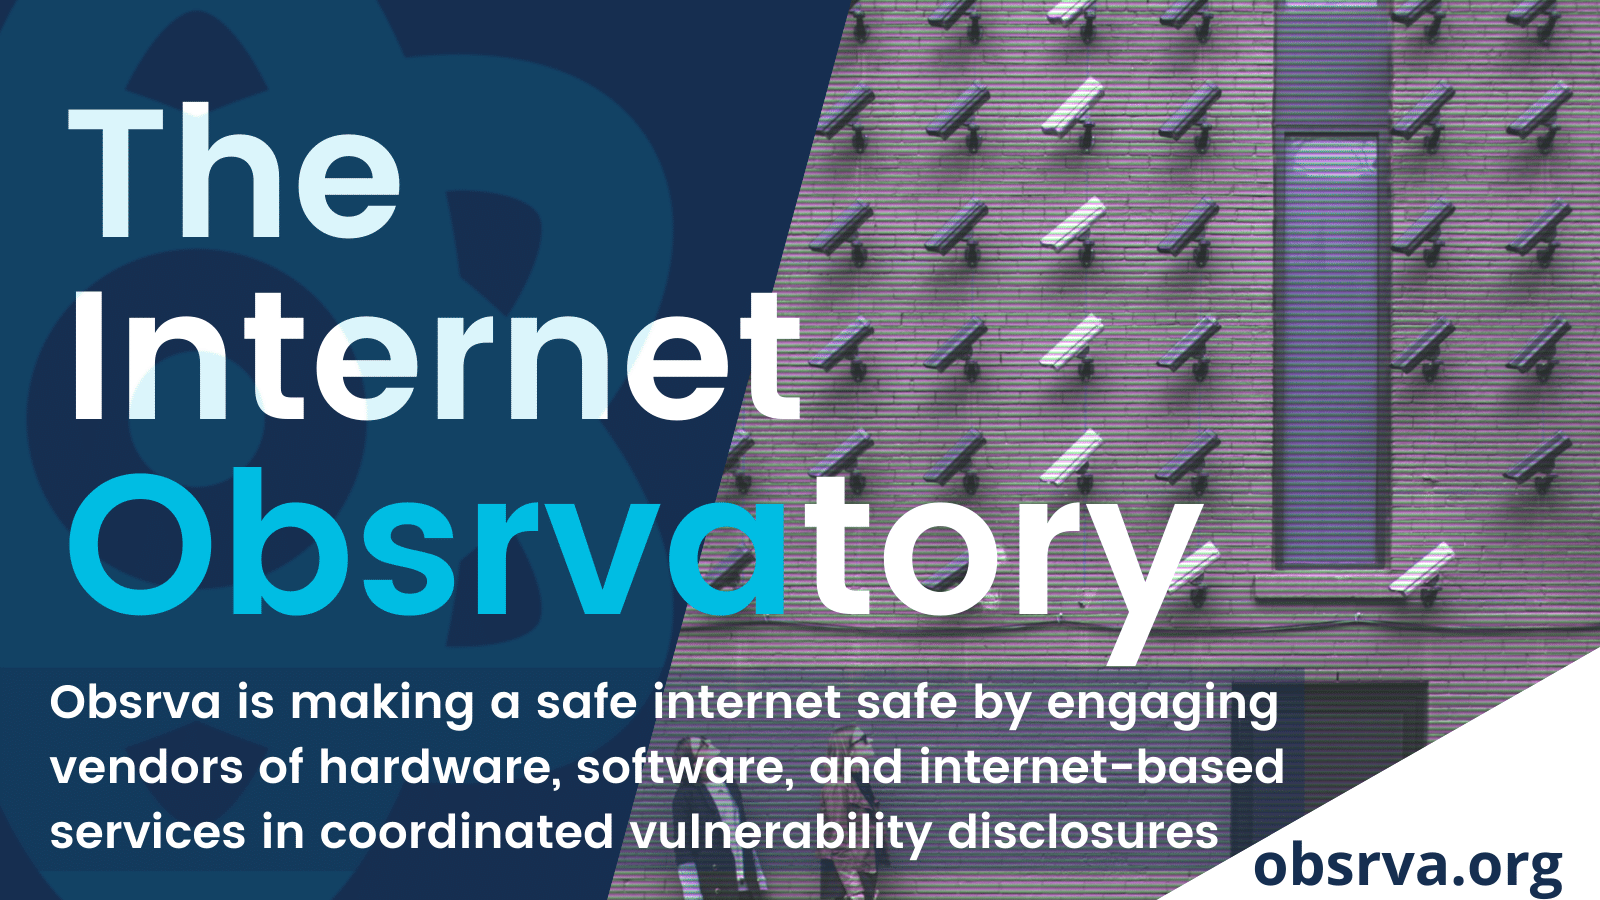 The
Internet
Obsrvatory
Obsrva is making a safe internet safe by engaging
vendors of hardware, software, and internet-based
services in coordinated vulnerability disclosures
obsrva.org